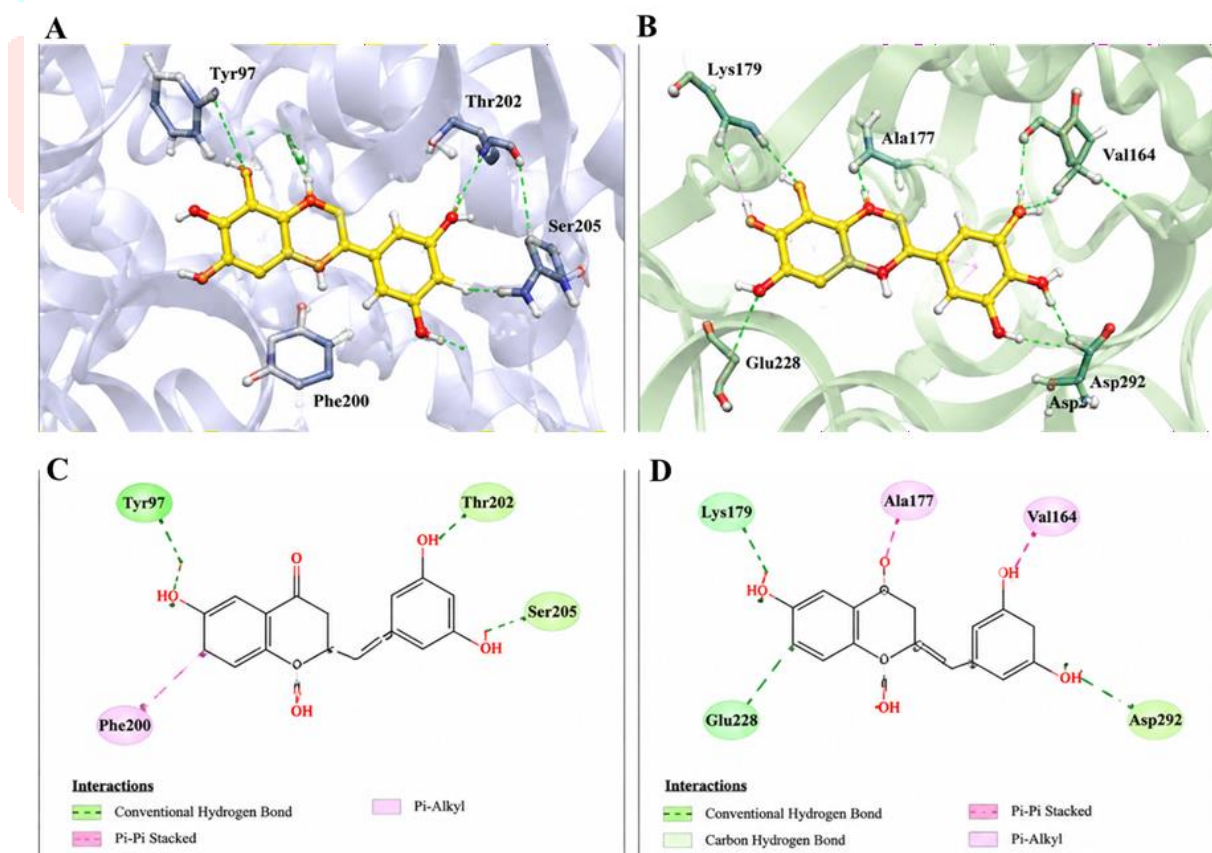 A
Tyr97
Thr202
Ser205
Phe200
B
Lys179
Ala177
Val164
Glu228
Asp292
Asp
C
Tyr97
Thr202
OH
O
HO
Ser205
OH
O
Phe200
OH
Interactions
Conventional Hydrogen Bond
Pi-Alkyl
Pi-Pi Stacked
D
Lys179
Ala177
Val164
O
OH
HO
O
OH
Glu228
OH
Asp292
Interactions
Conventional Hydrogen Bond
Pi-Pi Stacked
Carbon Hydrogen Bond
Pi-Alkyl